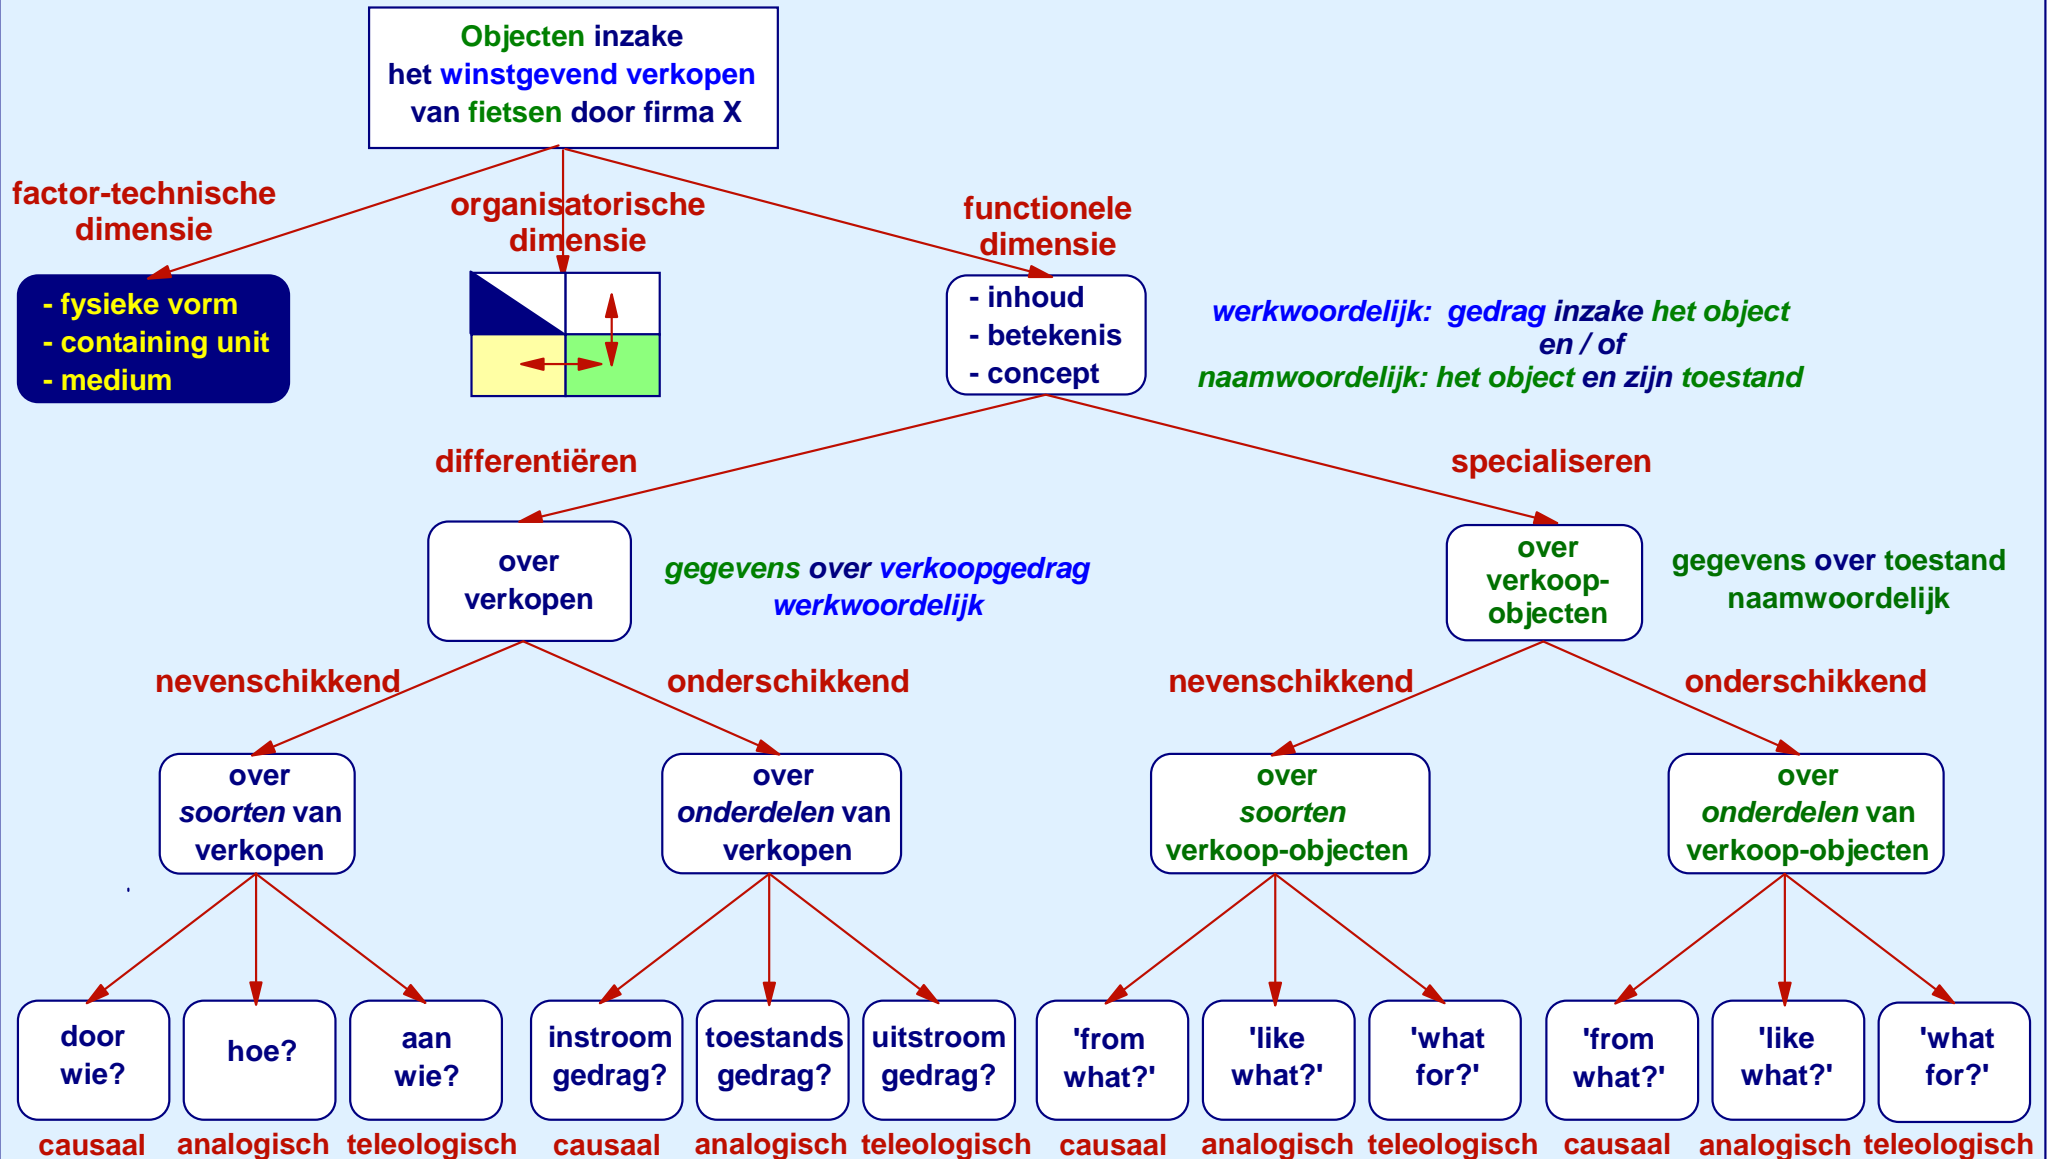 Objecten inzake
het winstgevend verkopen
van fietsen door firma X
factor-technische
dimensie
organisatorische
dimensie
functionele
dimensie
- fysieke vorm
- containing unit
- medium
- inhoud
- betekenis
- concept
werkwoordelijk: gedrag inzake het object
en / of
naamwoordelijk: het object en zijn toestand
differentiëren
specialiseren
over
verkopen
gegevens over verkoopgedrag
werkwoordelijk
over
verkoop-
objecten
gegevens over toestand
naamwoordelijk
nevenschikkend
onderschikkend
nevenschikkend
onderschikkend
over
soorten van
verkopen
over
onderdelen van
verkopen
over
soorten
verkoop-objecten
over
onderdelen van
verkoop-objecten
door
wie?
hoe?
aan
wie?
instroom
gedrag?
toestands
gedrag?
uitstroom
gedrag?
'from
what?'
'like
what?'
'what
for?'
'from
what?'
'like
what?'
'what
for?'
causaal
analogisch
teleologisch
causaal
analogisch
teleologisch
causaal
analogisch
teleologisch
causaal
analogisch
teleologisch